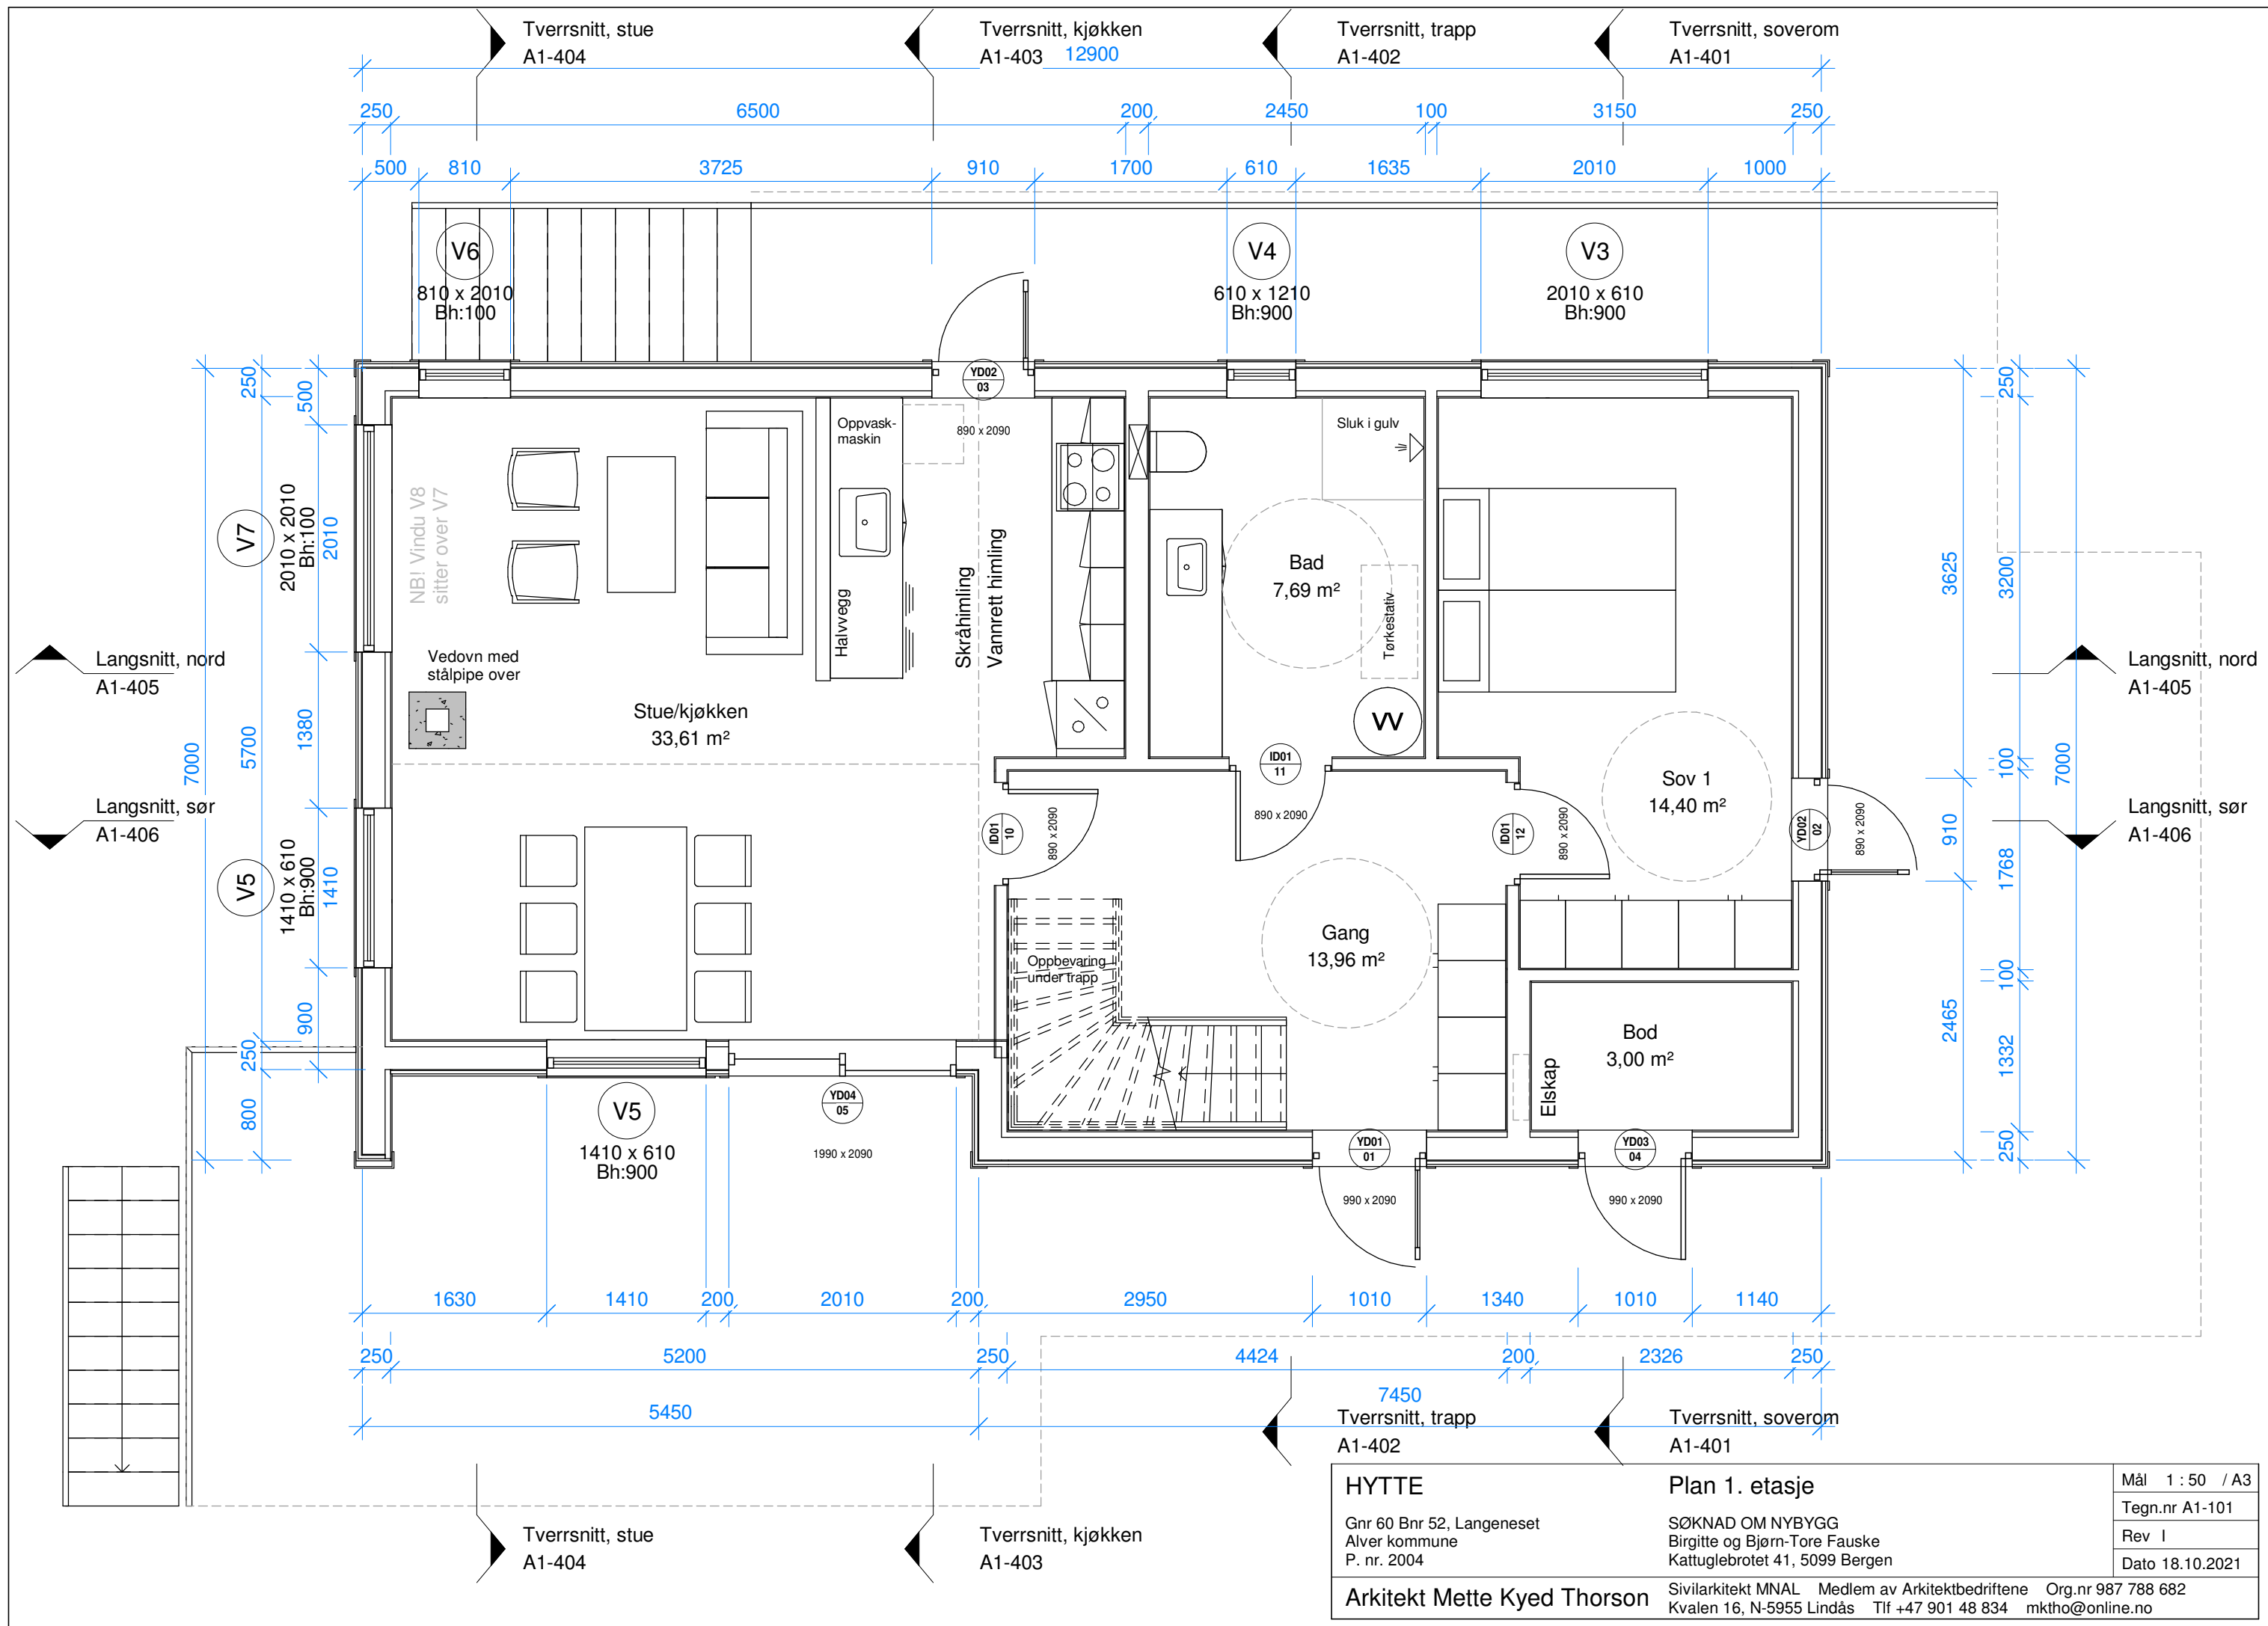 Tverrsnitt, stue
A1-404
Tverrsnitt, kjøkken
A1-403
Tverrsnitt, trapp
A1-402
Tverrsnitt, soverom
A1-401
12900
250
6500
200
2450
100
3150
250
500
810
3725
910
1700
610
1635
2010
1000
V6
810 x 2010
Bh:100
V4
610 x 1210
Bh:900
V3
2010 x 610
Bh:900
YD02
03
890 x 2090
Oppvask-
maskin
Sluk i gulv
250
500
7000
5700
2010
1380
1410
900
250
800
V7
2010 x 2010
Bh:100
V5
1410 x 610
Bh:900
NB! Vindu V8
sitter over V7
Vedovn med
stålpipe over
Halvvegg
Skråhimling
Vannrett himling
Stue/kjøkken
33,61 m²
Bad
7,69 m²
Tørkestativ
VV
ID01
11
890 x 2090
ID01
10
890 x 2090
ID01
12
890 x 2090
Sov 1
14,40 m²
YD02
02
890 x 2090
Gang
13,96 m²
Oppbevaring
under trapp
Bod
3,00 m²
Elskap
250
3625
3200
100
7000
910
1768
100
2465
1332
250
Langsnitt, nord
A1-405
Langsnitt, sør
A1-406
Langsnitt, nord
A1-405
Langsnitt, sør
A1-406
V5
1410 x 610
Bh:900
YD04
05
1990 x 2090
YD01
01
990 x 2090
YD03
04
990 x 2090
1630
1410
200
2010
200
2950
1010
1340
1010
1140
250
5200
250
4424
200
2326
250
5450
7450
Tverrsnitt, trapp
A1-402
Tverrsnitt, soverom
A1-401
Tverrsnitt, stue
A1-404
Tverrsnitt, kjøkken
A1-403
HYTTE
Plan 1. etasje
Gnr 60 Bnr 52, Langeneset
Alver kommune
P. nr. 2004
SØKNAD OM NYBYGG
Birgitte og Bjørn-Tore Fauske
Kattuglebrotet 41, 5099 Bergen
Mål 1 : 50 / A3
Tegn.nr A1-101
Rev I
Dato 18.10.2021
Arkitekt Mette Kyed Thorson
Sivilarkitekt MNAL Medlem av Arkitektbedriftene Org.nr 987 788 682
Kvalen 16, N-5955 Lindås Tlf +47 901 48 834 mktho@online.no